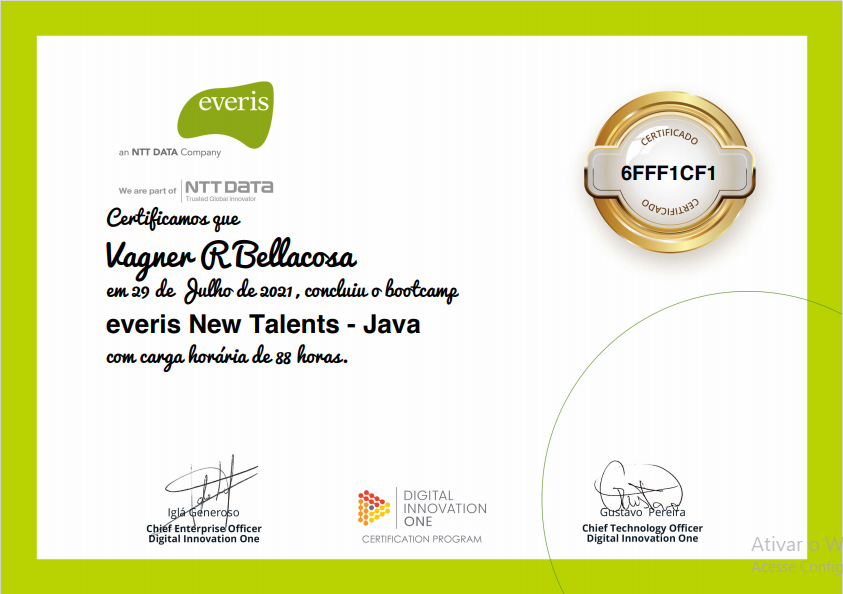 everis
an NTT DATA Company
We are part of NTT DATA
Trusted Global Innovator
CERTIFICADO
6FFF1CF1
CERTIFICADO
Certificamos que
Vagner R Bellacosa
em 29 de Julho de 2021, concluiu o bootcamp
everis New Talents - Java
com carga horária de 88 horas.
Iglá Generoso
Chief Enterprise Officer
Digital Innovation One
DIGITAL
INNOVATION
ONE
CERTIFICATION PROGRAM
Gustavo Pereira
Chief Technology Officer
Digital Innovation One
Ativar o W
Acesse Config